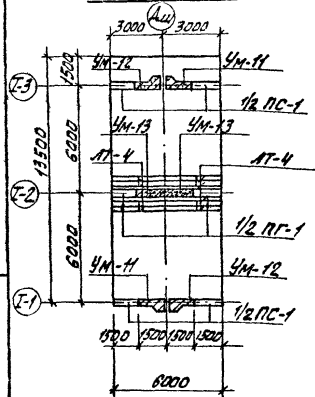 Дш
3000 3000
УМ-12 УМ-11
1500
I-3
1/2 ПС-1
УМ-13 УМ-13
6000
13500
ЛТ-4 ЛТ-4
I-2
1/2 ПГ-1
6000
УМ-11 УМ-12
I-1
1/2 ПС-1
1500 1500 1500 1500
6000